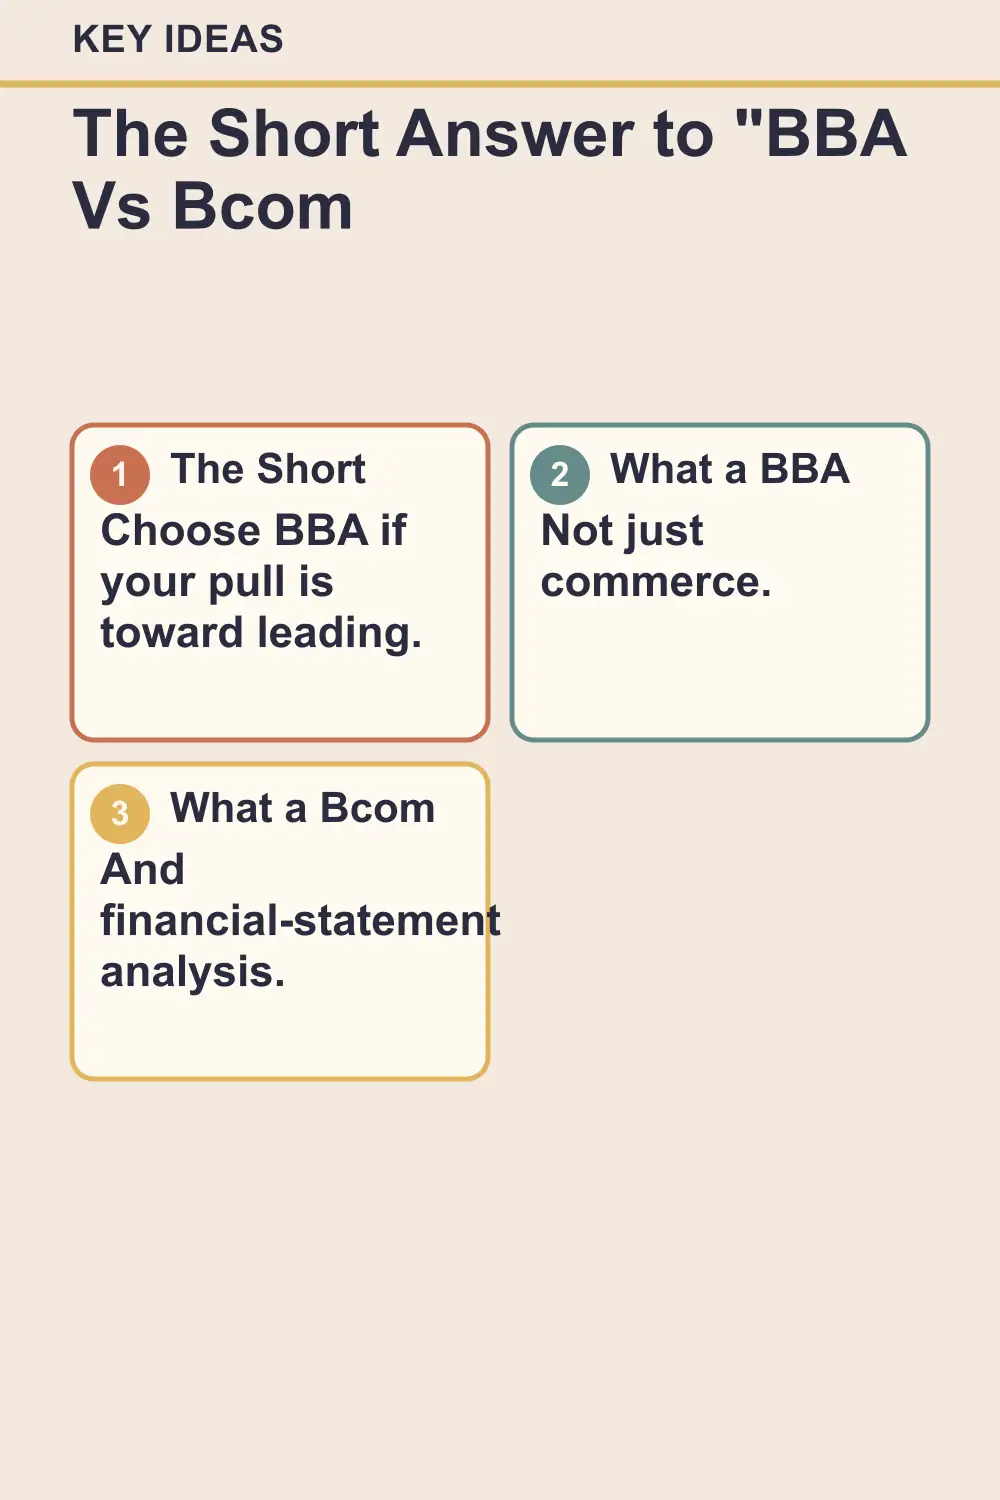 KEY IDEAS
The Short Answer to "BBA
Vs Bcom
1 The Short
Choose BBA if
your pull is
toward leading.
2 What a BBA
Not just
commerce.
3 What a Bcom
And
financial-statement
analysis.